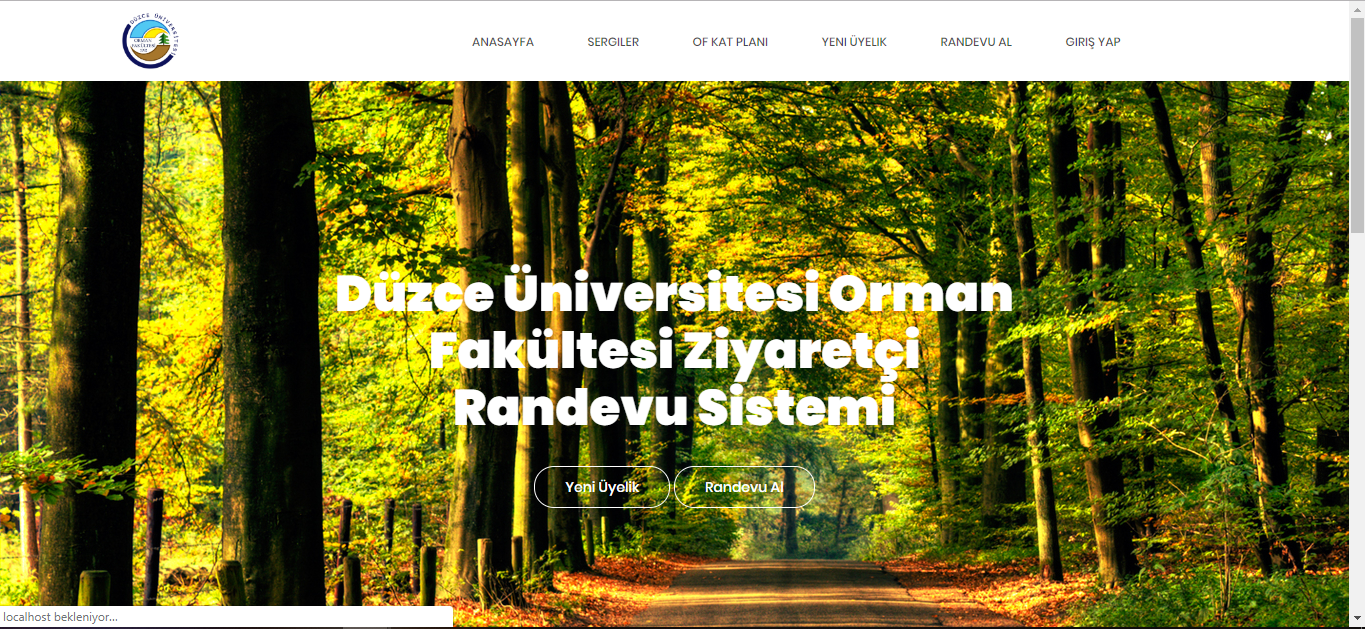 DÜZCE ÜNİVERSİTESİ
ORMAN
FAKÜLTESİ
ANASAYFA
SERGILER
OF KAT PLANI
YENI ÜYELIK
RANDEVU AL
GIRIŞ YAP
Düzce Üniversitesi Orman
Fakültesi Ziyaretçi
Randevu Sistemi
Yeni Üyelik
Randevu Al
localhost bekleniyor...